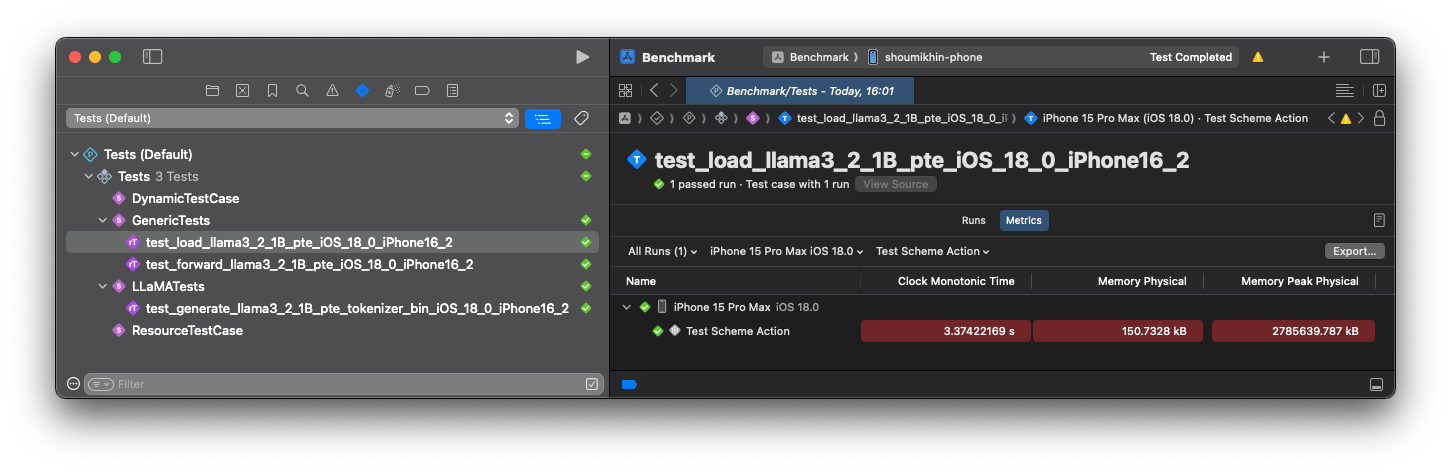 Tests (Default)
Tests (Default)
Tests 3 Tests
DynamicTestCase
GenericTests
test_load_llama3_2_1B_pte_iOS_18_0_iPhone16_2
test_forward_llama3_2_1B_pte_iOS_18_0_iPhone16_2
LLaMATests
test_generate_llama3_2_1B_pte_tokenizer_bin_iOS_18_0_iPhone16_2
ResourceTestCase
Filter
Benchmark
Benchmark shoumikhin-phone Test Completed
Benchmark/Tests - Today, 16:01
test_load_llama3_2_1B_pte_iOS_18_0_iP iPhone 15 Pro Max (iOS 18.0) · Test Scheme Action
test_load_llama3_2_1B_pte_iOS_18_0_iPhone16_2
1 passed run · Test case with 1 run View Source
Runs Metrics
All Runs (1) iPhone 15 Pro Max iOS 18.0 Test Scheme Action Export...
Name Clock Monotonic Time Memory Physical Memory Peak Physical
iPhone 15 Pro Max iOS 18.0
Test Scheme Action 3.37422169 s 150.7328 kB 2785639.787 kB